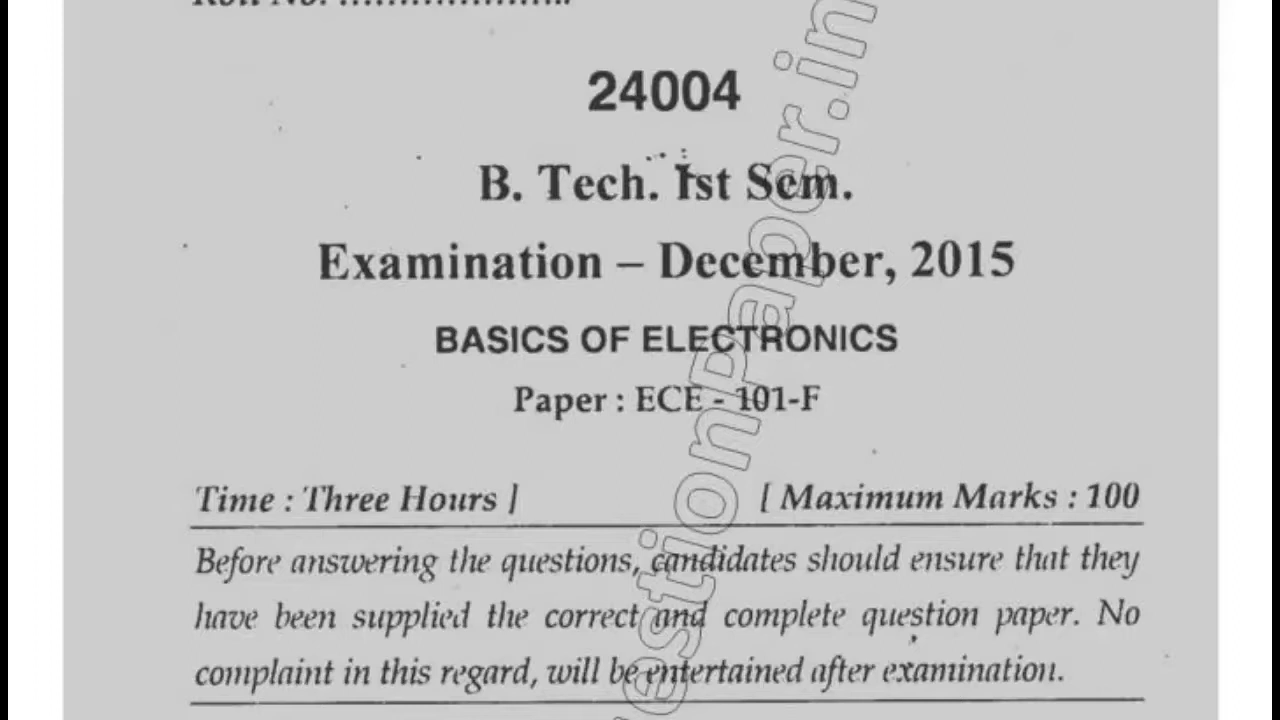 Roll No. .......................
24004
B. Tech. Ist Sem.
Examination – December, 2015
BASICS OF ELECTRONICS
Paper : ECE - 101-F
Time : Three Hours ]    [ Maximum Marks : 100
Before answering the questions, candidates should ensure that they
have been supplied the correct and complete question paper. No
complaint in this regard, will be entertained after examination.
estionPaper.in